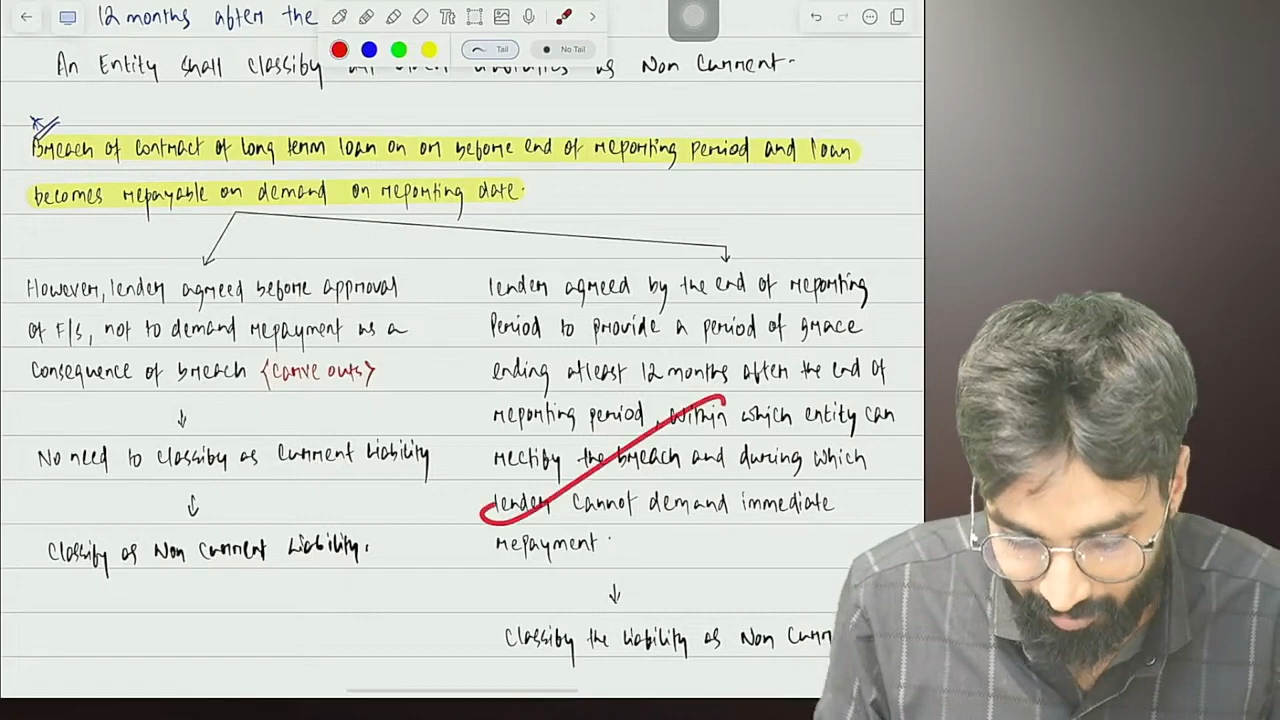 12 months after the
Tail
No Tail
An Entity shall Classify as Non Current-
Breach of Contract of long term loan on or before end of reporting period and loan
becomes repayable on demand on reporting date.
However, lender agreed before approval
of F/S, not to demand repayment as a
Consequence of breach {Carve outs}
↓
No need to classify as Current Liability
↓
Classify as Non Current Liability.
lender agreed by the end of reporting
Period to provide a period of grace
ending atleast 12 months after the end of
reporting period, within which entity can
rectify the breach and during which
lender Cannot demand immediate
repayment.
↓
Classify the liability as Non Curr